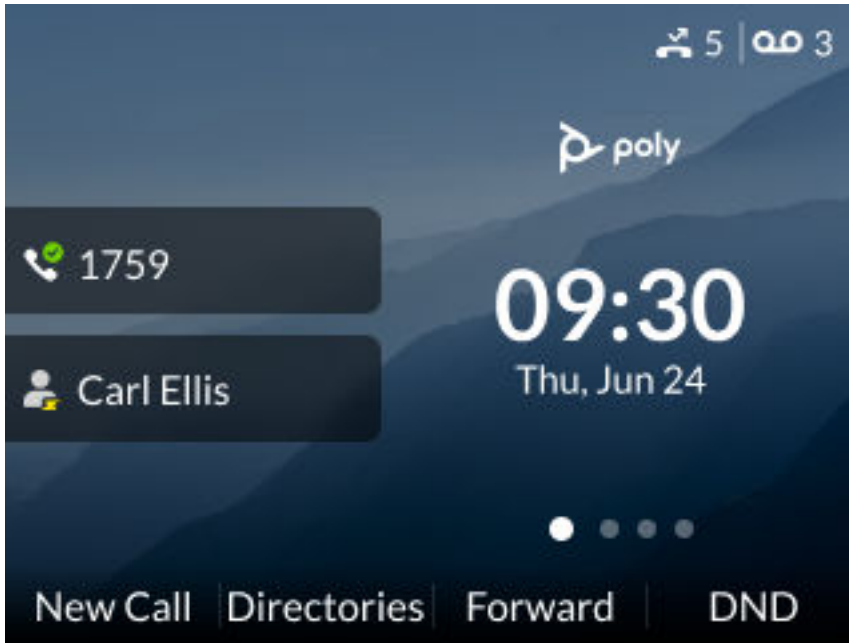 5 3
poly
1759
09:30
Carl Ellis
Thu, Jun 24
New Call Directories Forward DND